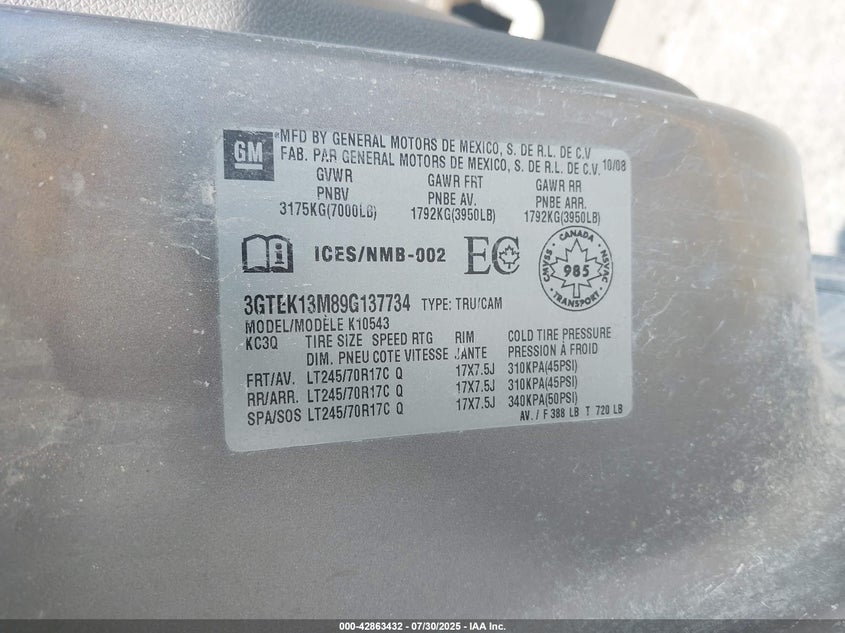 GM
MFD BY GENERAL MOTORS DE MEXICO, S. DE R.L. DE C.V
FAB. PAR GENERAL MOTORS DE MEXICO, S. DE R.L. DE C.V. 10/08
GVWR GAWR FRT GAWR RR
PNBV PNBE AV. PNBE ARR.
3175KG(7000LB) 1792KG(3950LB) 1792KG(3950LB)
ICES/NMB-002 EC
CANADA
CMVSS 985 NSVAC
TRANSPORT
3GTEK13M89G137734 TYPE: TRU/CAM
MODEL/MODÈLE K10543
KC3Q TIRE SIZE SPEED RTG RIM COLD TIRE PRESSURE
DIM. PNEU COTE VITESSE JANTE PRESSION À FROID
FRT/AV. LT245/70R17C Q 17X7.5J 310KPA(45PSI)
RR/ARR. LT245/70R17C Q 17X7.5J 310KPA(45PSI)
SPA/SOS LT245/70R17C Q 17X7.5J 340KPA(50PSI)
AV. / F 388 LB T 720 LB
000-42863432 - 07/30/2025 - IAA Inc.